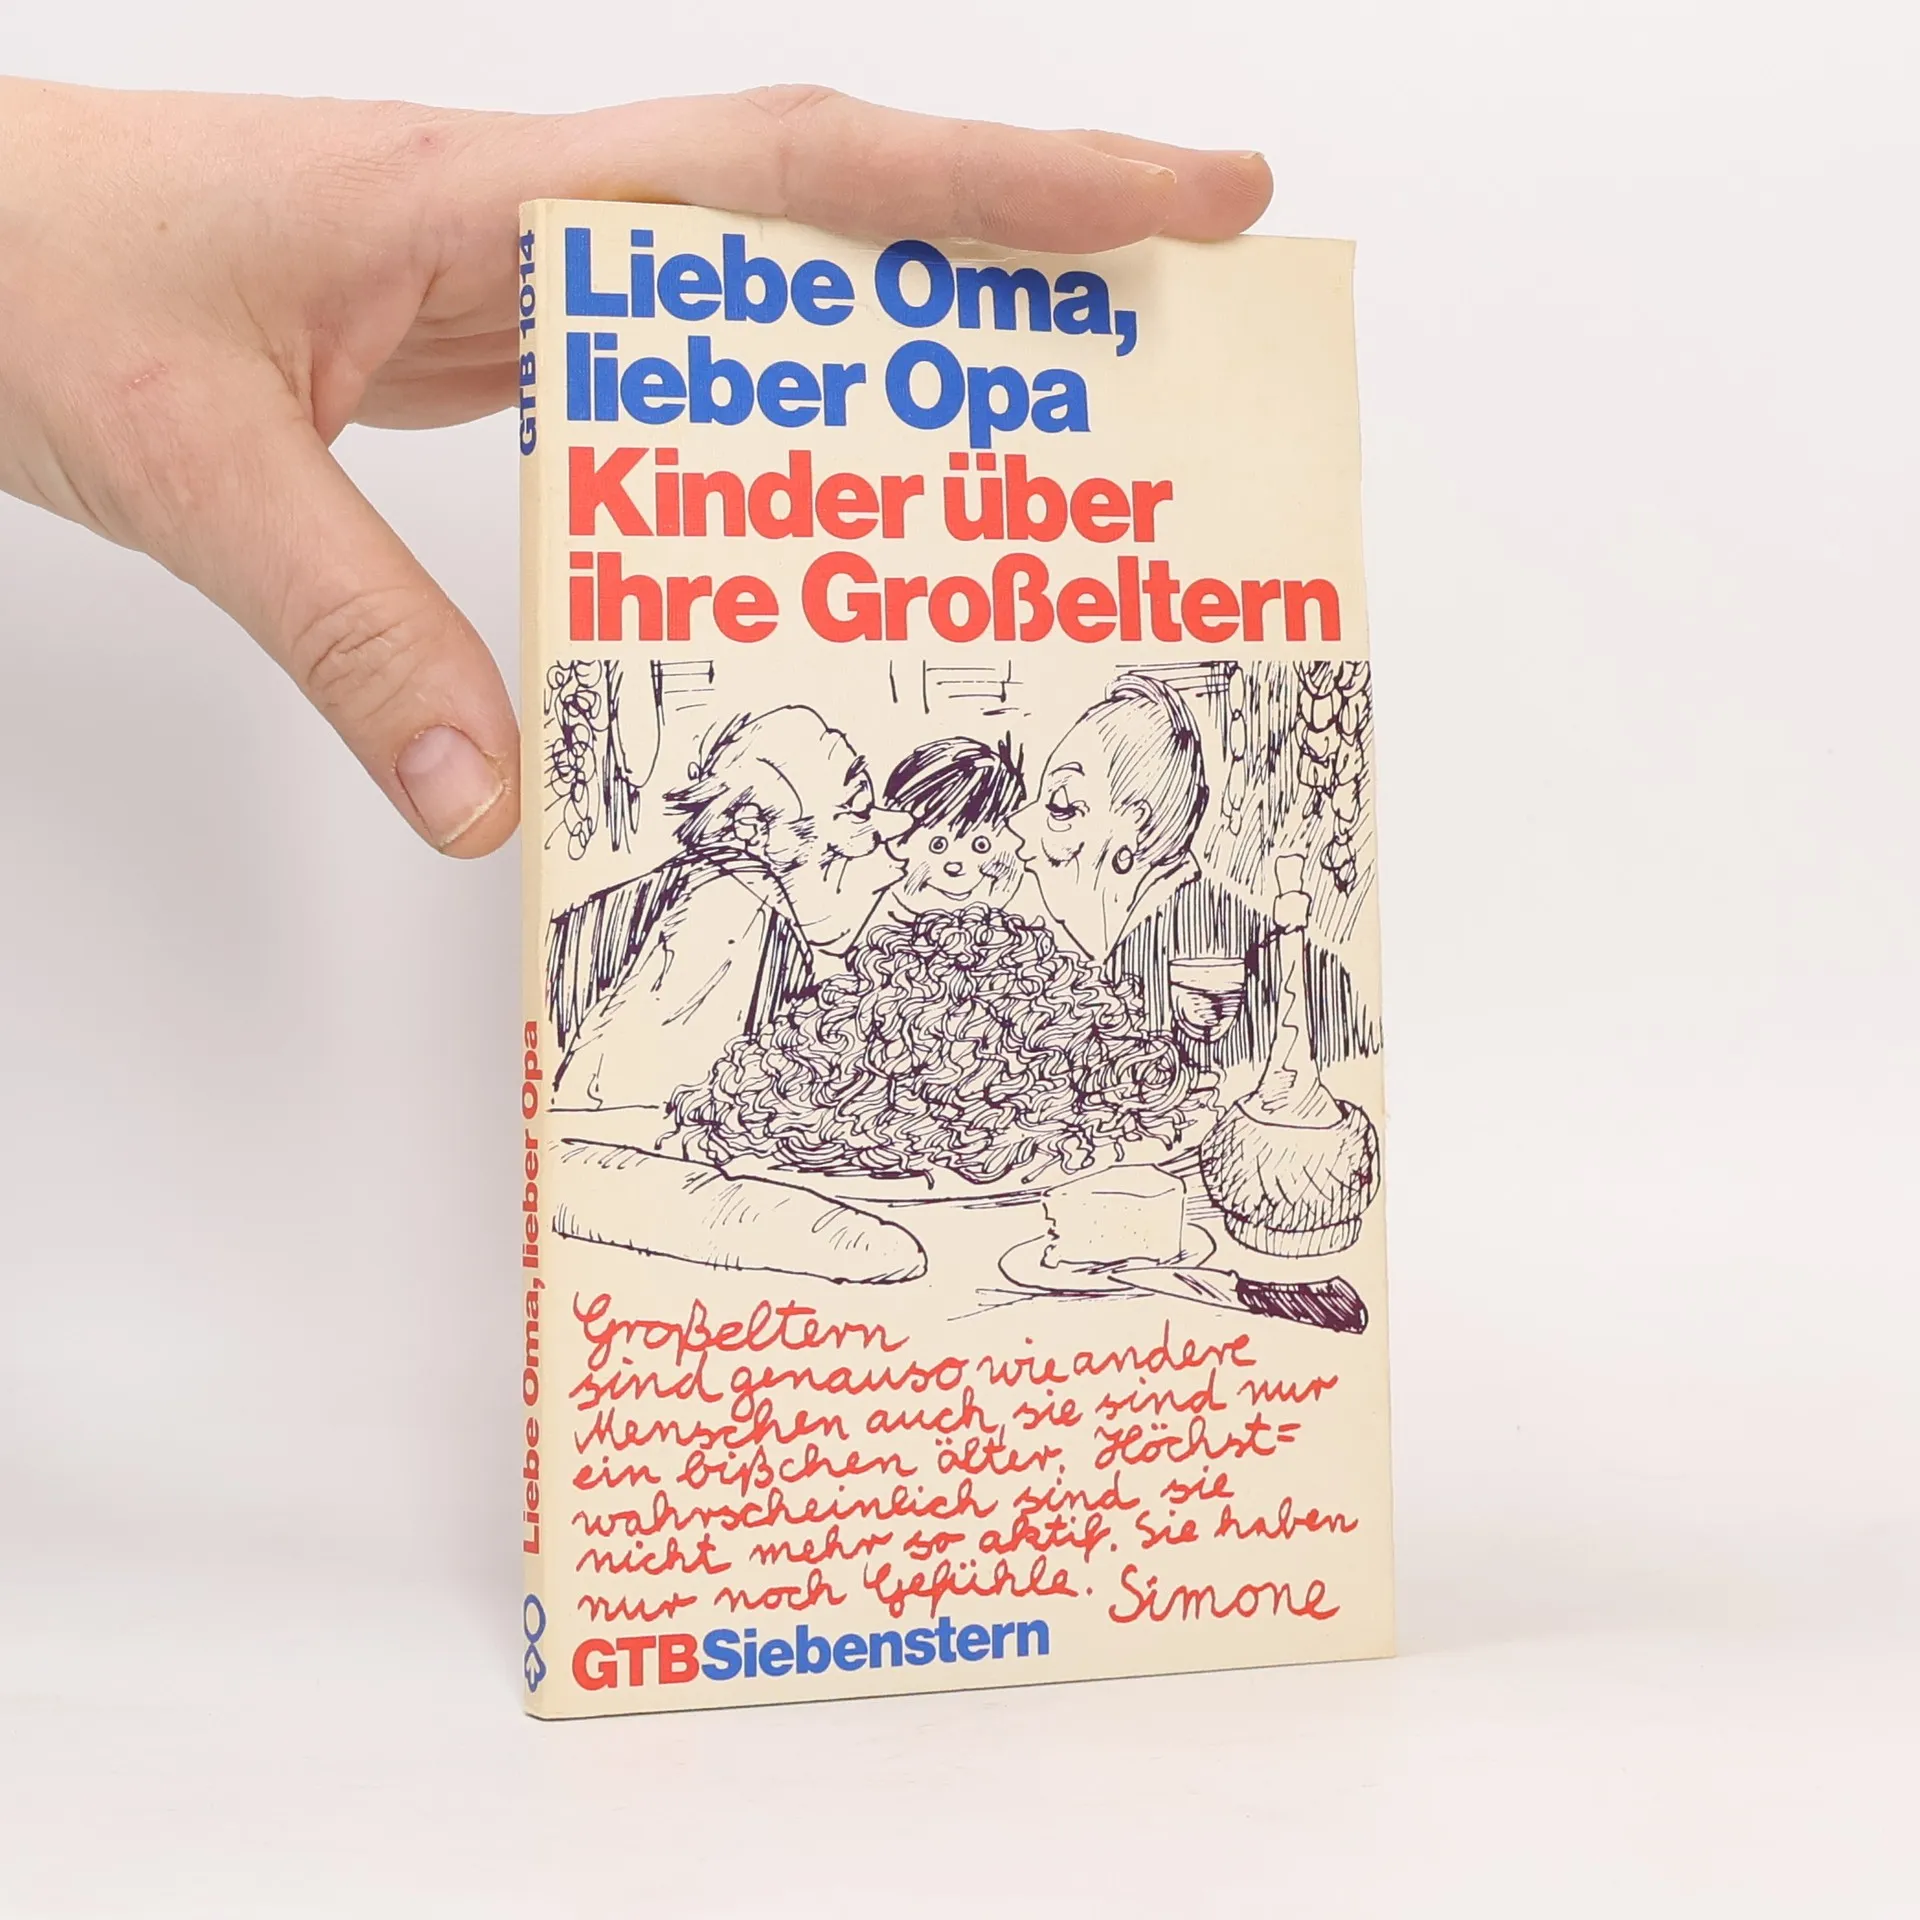 Liebe Oma,
lieber Opa
Kinder über
ihre Großeltern
Großeltern
sind genauso wie andere
Menschen auch, sie sind nur
ein bißchen älter. Höchst=
wahrscheinlich sind sie
nicht mehr so aktif. Sie haben
nur noch Gefühle. Simone
GTBSiebenstern
GTB 1014
Liebe Oma, lieber Opa